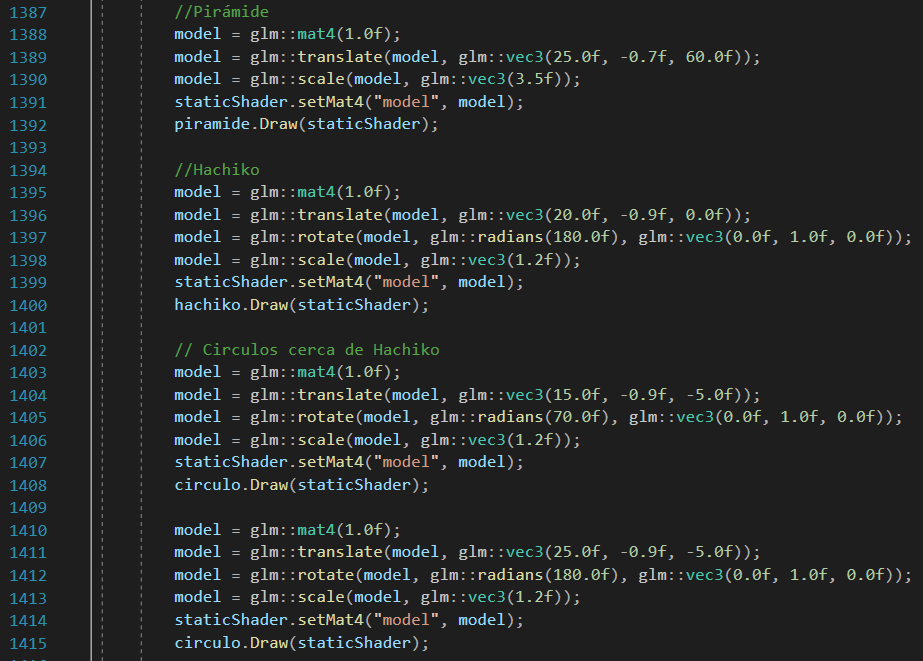 1387 //Pirámide
1388 model = glm::mat4(1.0f);
1389 model = glm::translate(model, glm::vec3(25.0f, -0.7f, 60.0f));
1390 model = glm::scale(model, glm::vec3(3.5f));
1391 staticShader.setMat4("model", model);
1392 piramide.Draw(staticShader);
1393
1394 //Hachiko
1395 model = glm::mat4(1.0f);
1396 model = glm::translate(model, glm::vec3(20.0f, -0.9f, 0.0f));
1397 model = glm::rotate(model, glm::radians(180.0f), glm::vec3(0.0f, 1.0f, 0.0f));
1398 model = glm::scale(model, glm::vec3(1.2f));
1399 staticShader.setMat4("model", model);
1400 hachiko.Draw(staticShader);
1401
1402 // Circulos cerca de Hachiko
1403 model = glm::mat4(1.0f);
1404 model = glm::translate(model, glm::vec3(15.0f, -0.9f, -5.0f));
1405 model = glm::rotate(model, glm::radians(70.0f), glm::vec3(0.0f, 1.0f, 0.0f));
1406 model = glm::scale(model, glm::vec3(1.2f));
1407 staticShader.setMat4("model", model);
1408 circulo.Draw(staticShader);
1409
1410 model = glm::mat4(1.0f);
1411 model = glm::translate(model, glm::vec3(25.0f, -0.9f, -5.0f));
1412 model = glm::rotate(model, glm::radians(180.0f), glm::vec3(0.0f, 1.0f, 0.0f));
1413 model = glm::scale(model, glm::vec3(1.2f));
1414 staticShader.setMat4("model", model);
1415 circulo.Draw(staticShader);